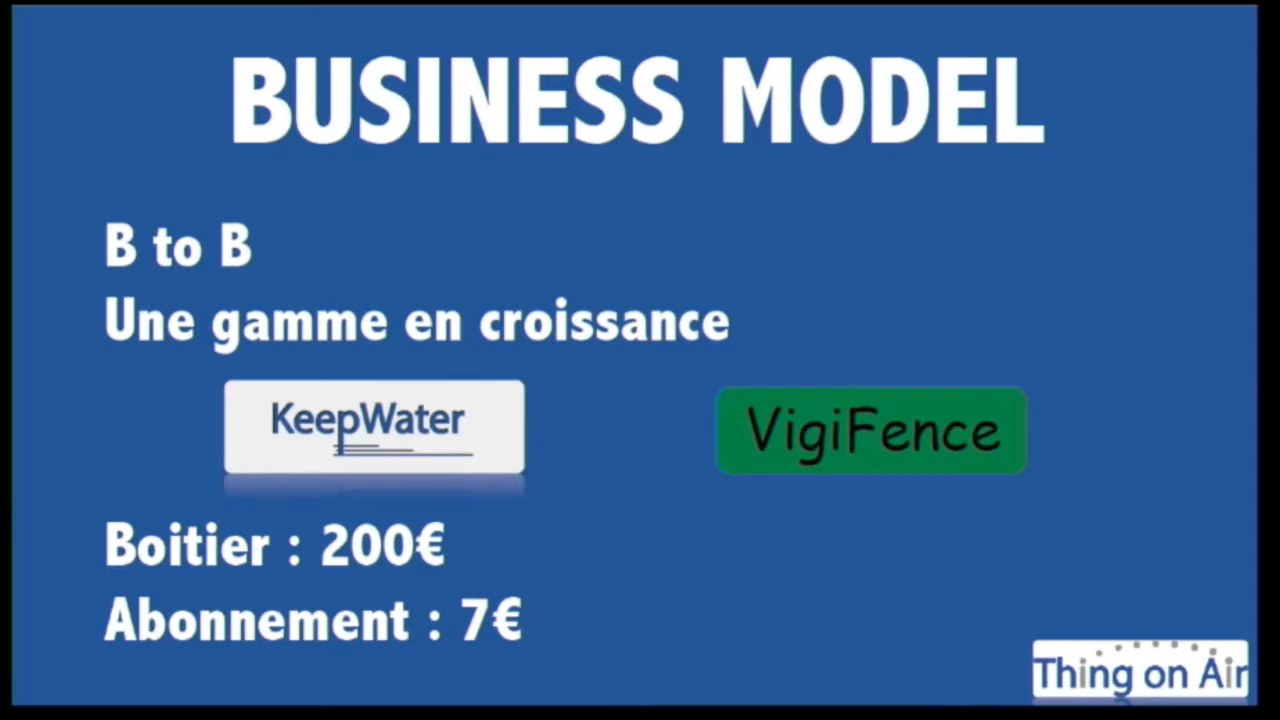 BUSINESS MODEL
B to B
Une gamme en croissance
KeepWater
VigiFence
Boitier : 200€
Abonnement : 7€
Thing on Air